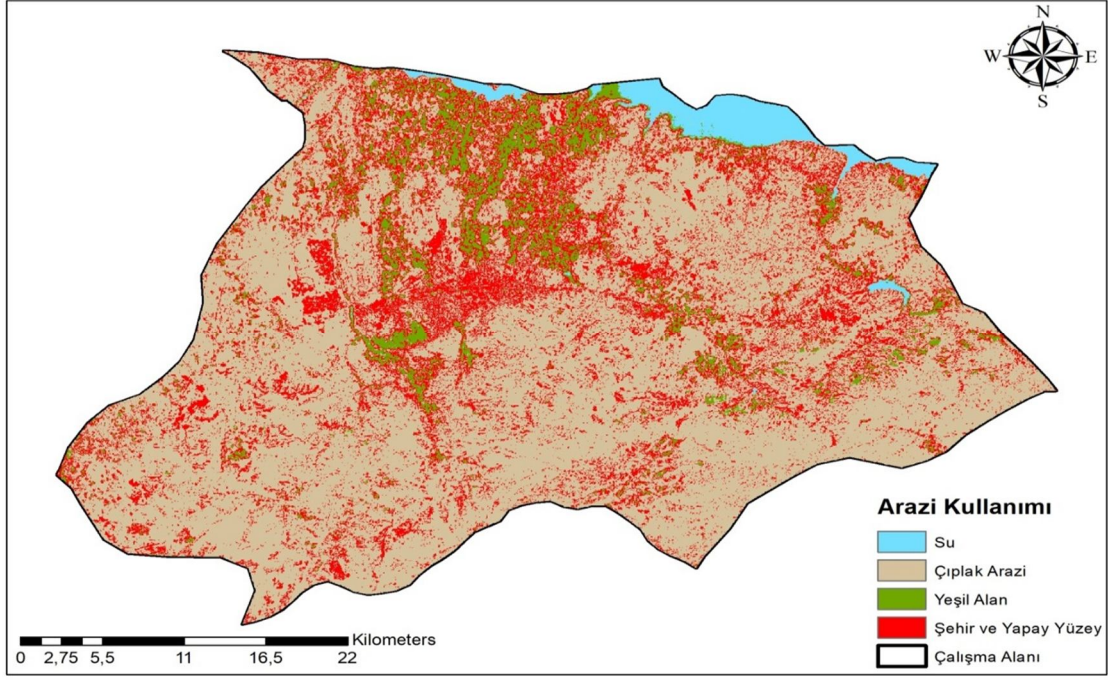 N
W E
S
Arazi Kullanımı
Su
Çıplak Arazi
Yeşil Alan
Şehir ve Yapay Yüzey
Çalışma Alanı
Kilometers
0 2,75 5,5 11 16,5 22